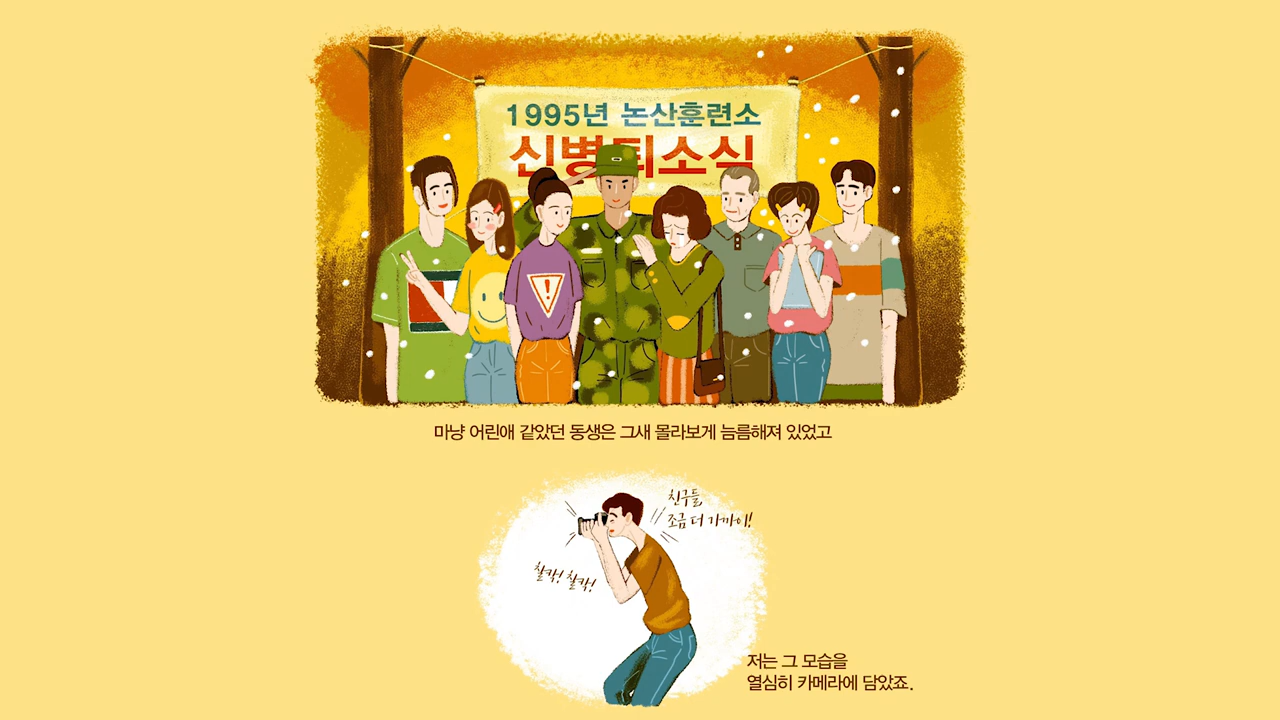 1995년 논산훈련소
신병퇴소식
마냥 어린애 같았던 동생은 그새 몰라보게 늠름해져 있었고
친구들,
조금 더 가까이!
찰칵! 찰칵!
저는 그 모습을
열심히 카메라에 담았죠.